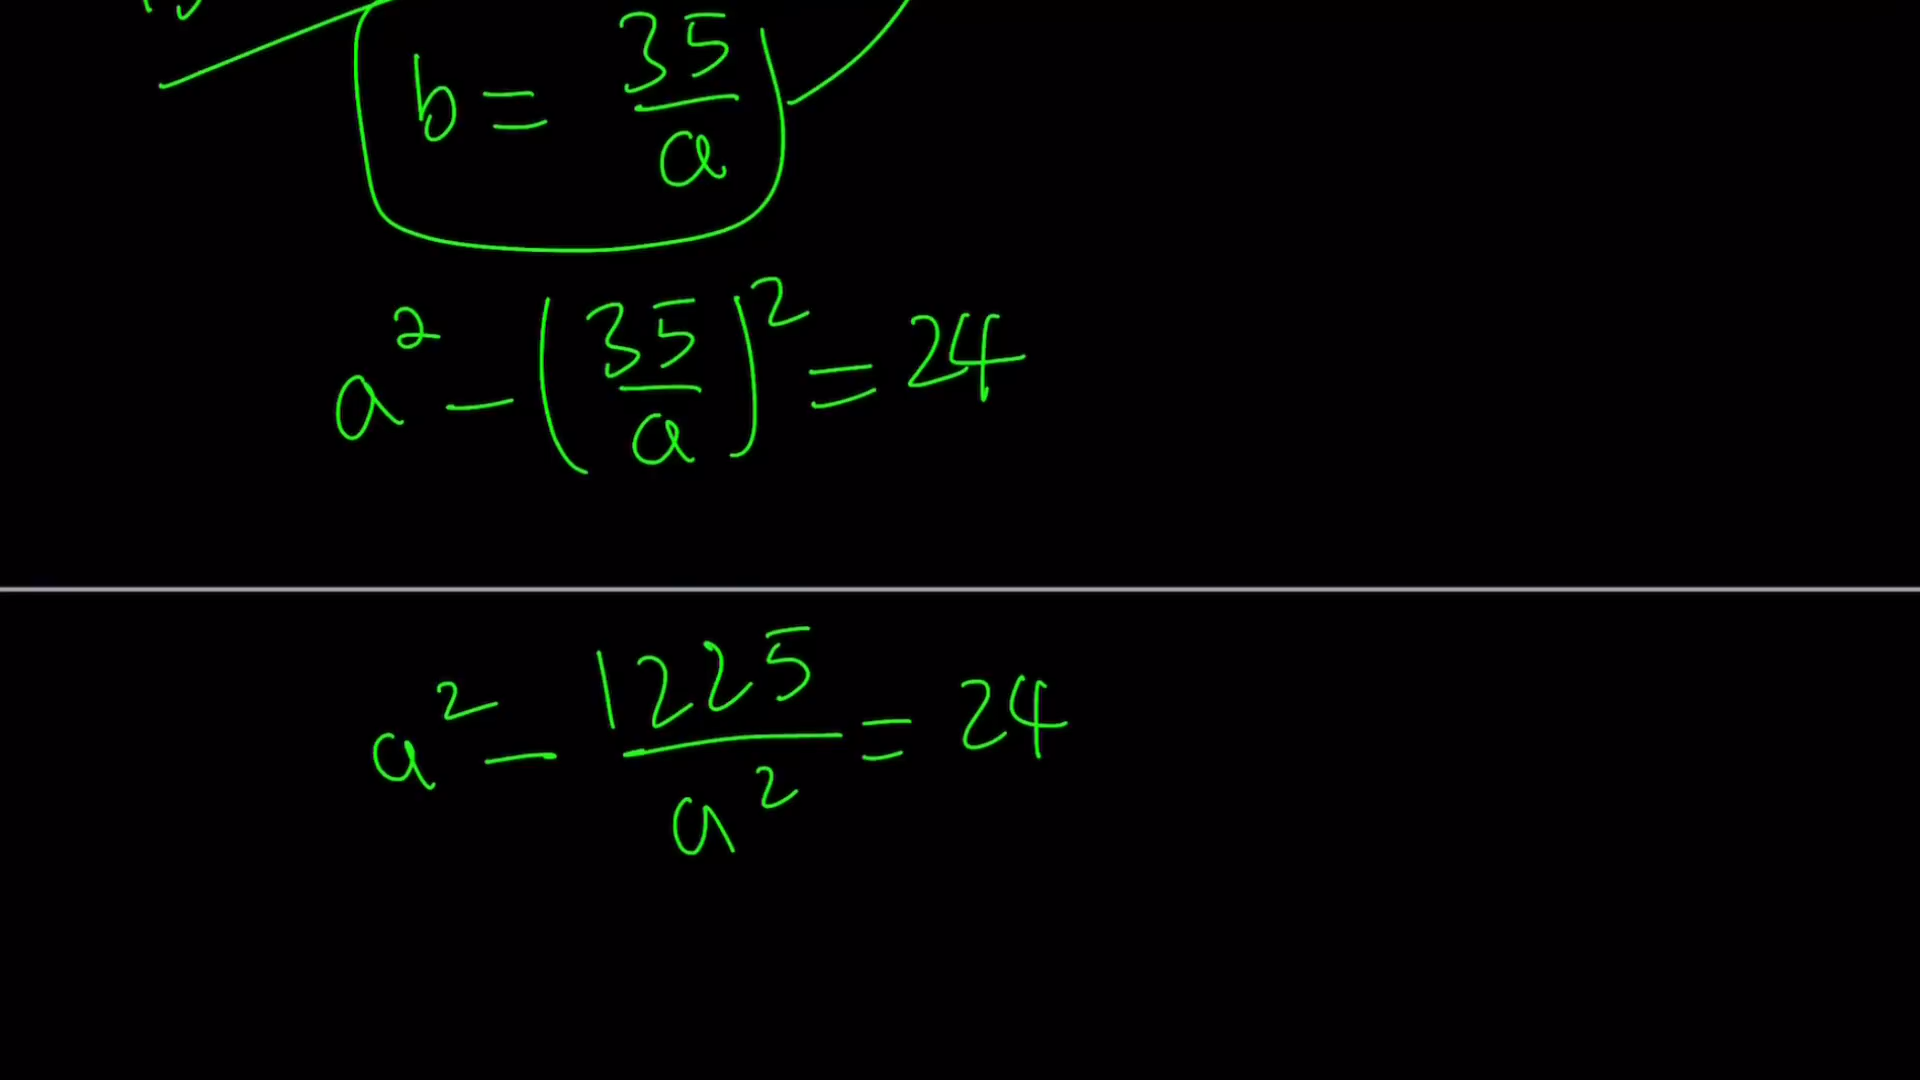 b = 35/a
a² - (35/a)² = 24
a² - 1225/a² = 24